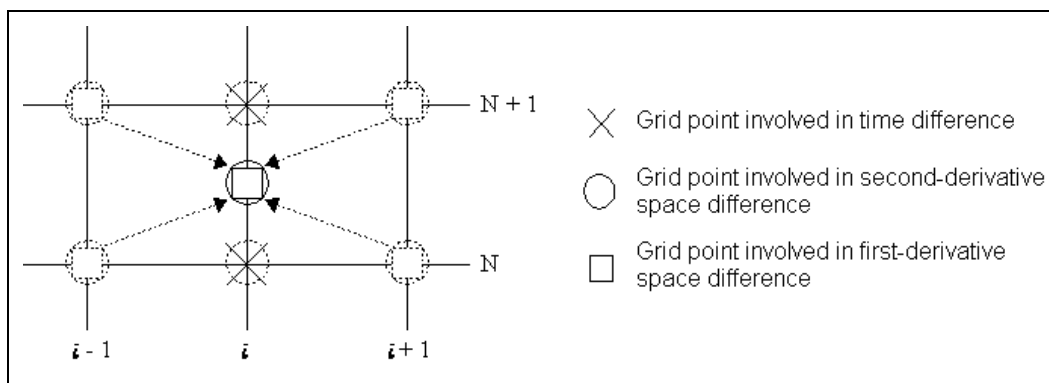 N + 1
N
i - 1
i
i + 1
Grid point involved in time difference
Grid point involved in second-derivative
space difference
Grid point involved in first-derivative
space difference